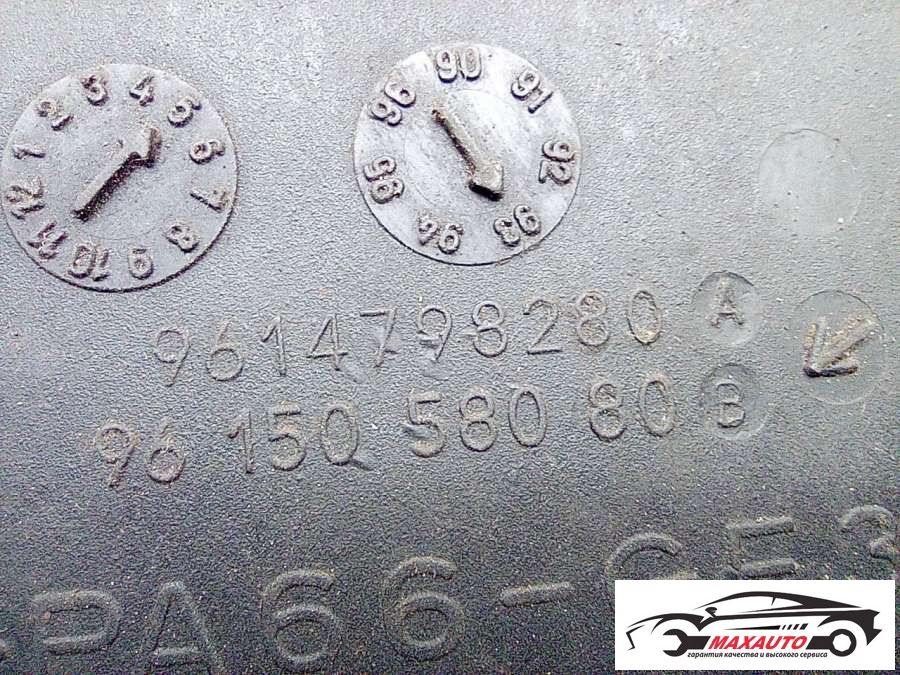 1 2 3 4 5 6 7 8 9 10 11 12
90 91 92 93 94 95 96
9614798280 A
96 150 580 80 B
PA66-GF3
MAXAUTO
гарантия качества и высокого сервиса